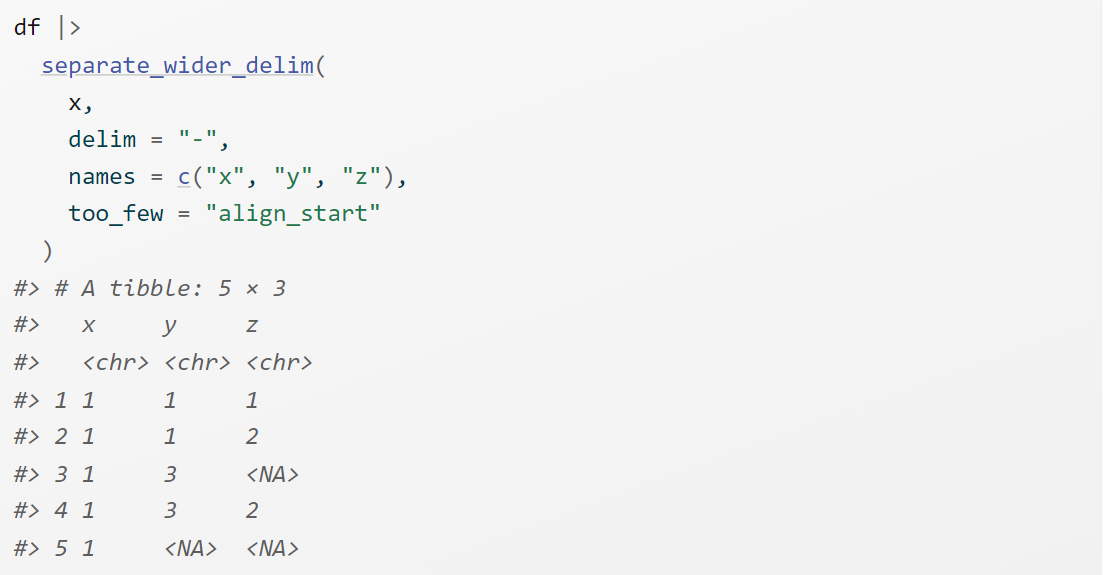 df |>
  separate_wider_delim(
    x,
    delim = "-",
    names = c("x", "y", "z"),
    too_few = "align_start"
  )
#> # A tibble: 5 × 3
#>   x     y     z
#>   <chr> <chr> <chr>
#> 1 1     1     1
#> 2 1     1     2
#> 3 1     3     <NA>
#> 4 1     3     2
#> 5 1     <NA>  <NA>